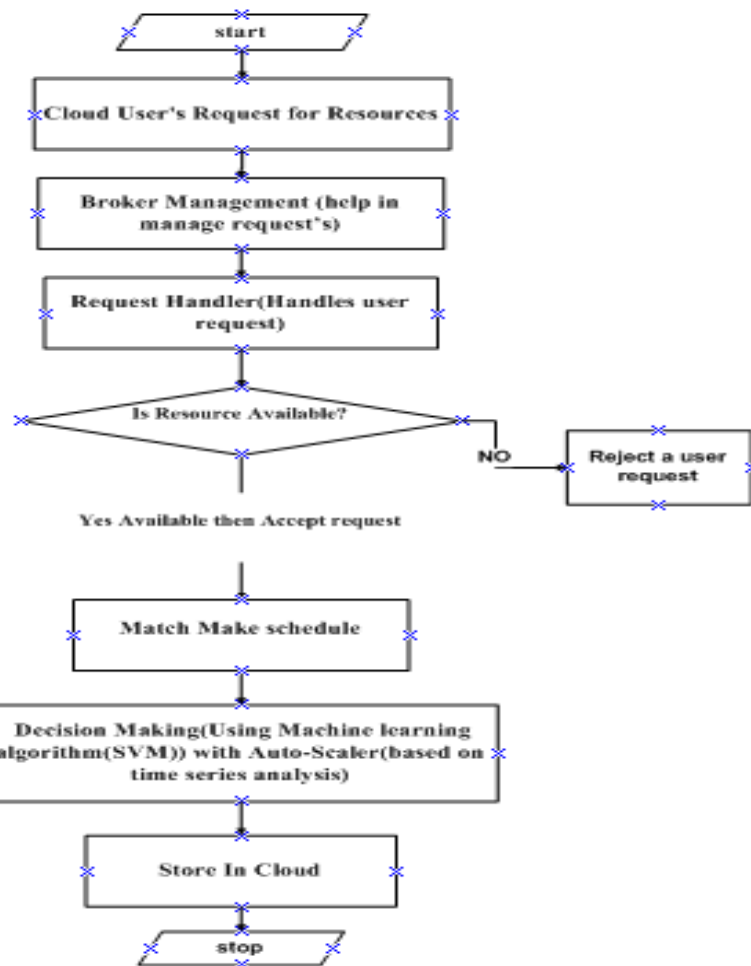 start
Cloud User's Request for Resources
Broker Management (help in
manage request's)
Request Handler(Handles user
request)
Is Resource Available?
NO
Reject a user
request
Yes Available then Accept request
Match Make schedule
Decision Making(Using Machine learning
algorithm(SVM)) with Auto-Scaler(based on
time series analysis)
Store In Cloud
stop